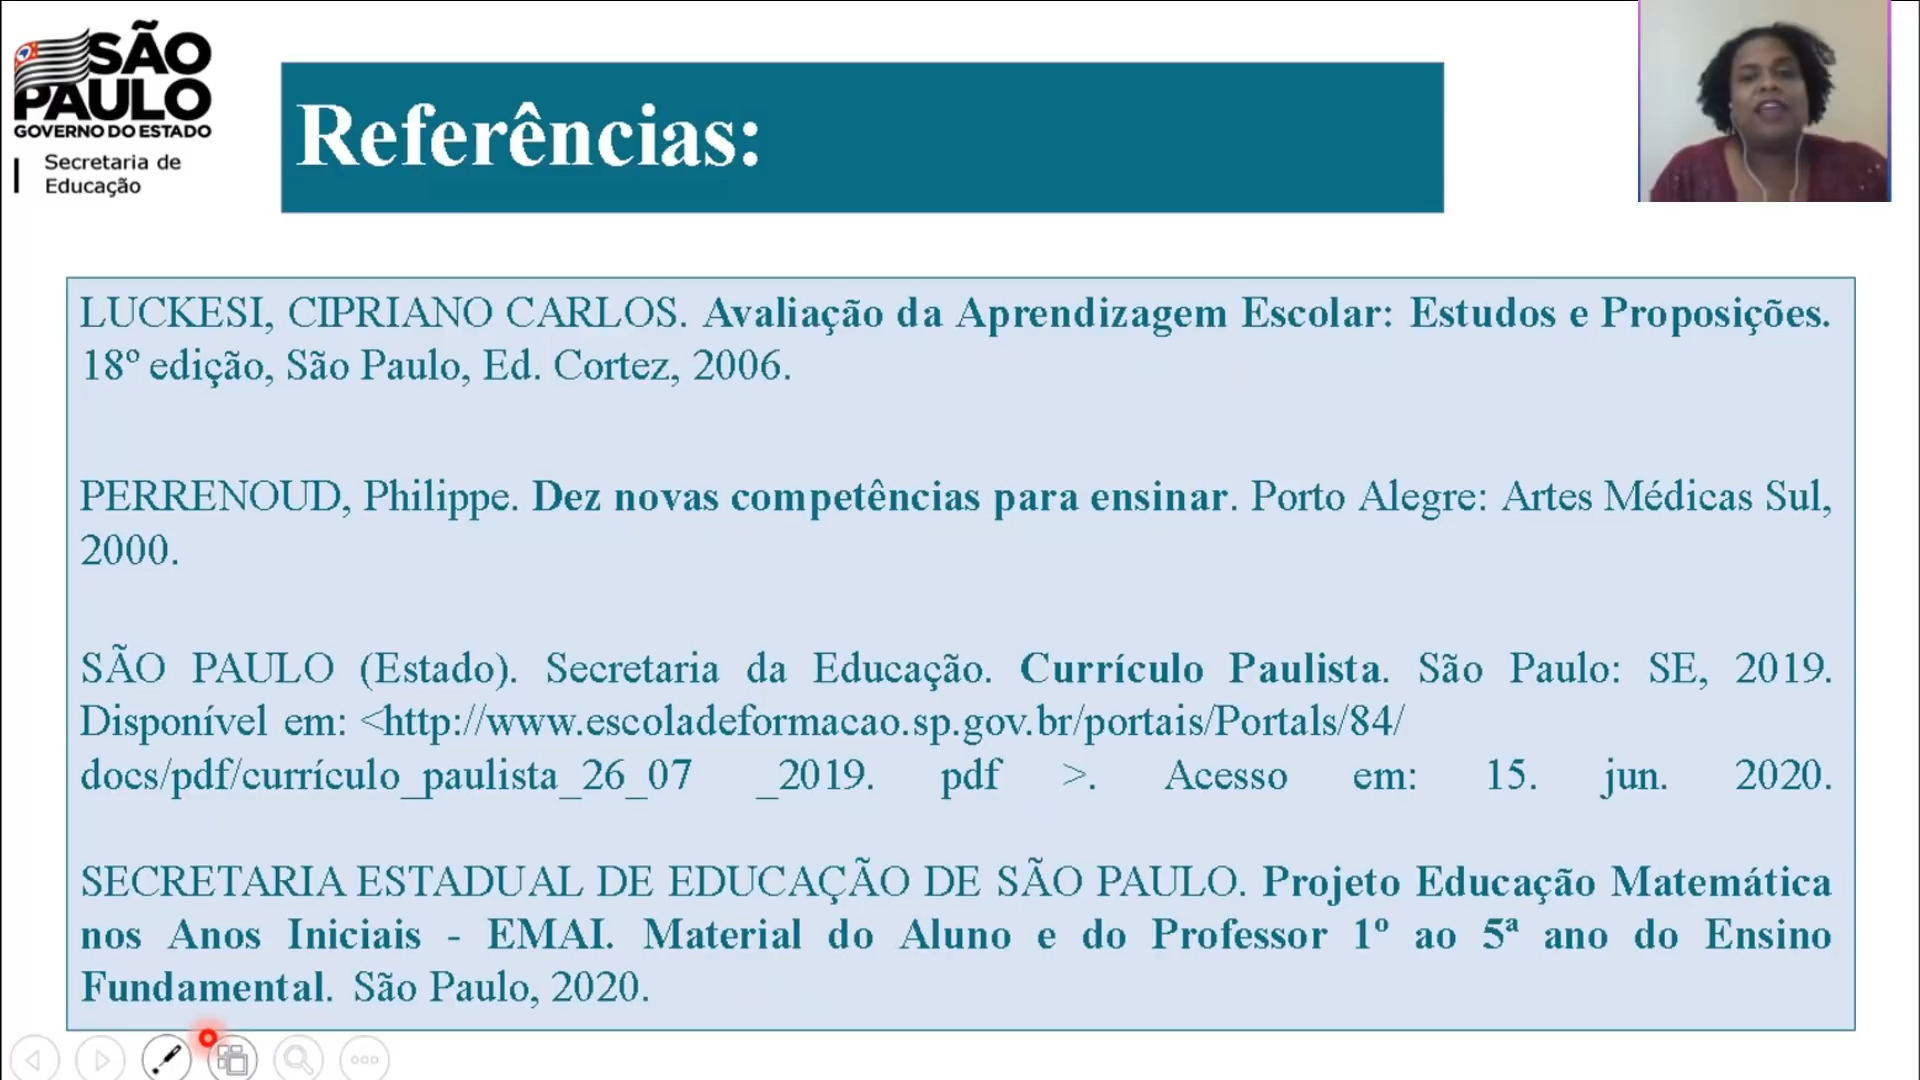 SÃO
PAULO
GOVERNO DO ESTADO
Secretaria de
Educação
Referências:
LUCKESI, CIPRIANO CARLOS. Avaliação da Aprendizagem Escolar: Estudos e Proposições.
18º edição, São Paulo, Ed. Cortez, 2006.
PERRENOUD, Philippe. Dez novas competências para ensinar. Porto Alegre: Artes Médicas Sul,
2000.
SÃO PAULO (Estado). Secretaria da Educação. Currículo Paulista. São Paulo: SE, 2019.
Disponível em: <http://www.escoladeformacao.sp.gov.br/portais/Portals/84/
docs/pdf/currículo_paulista_26_07 _2019. pdf >. Acesso em: 15. jun. 2020.
SECRETARIA ESTADUAL DE EDUCAÇÃO DE SÃO PAULO. Projeto Educação Matemática
nos Anos Iniciais - EMAI. Material do Aluno e do Professor 1º ao 5ª ano do Ensino
Fundamental. São Paulo, 2020.